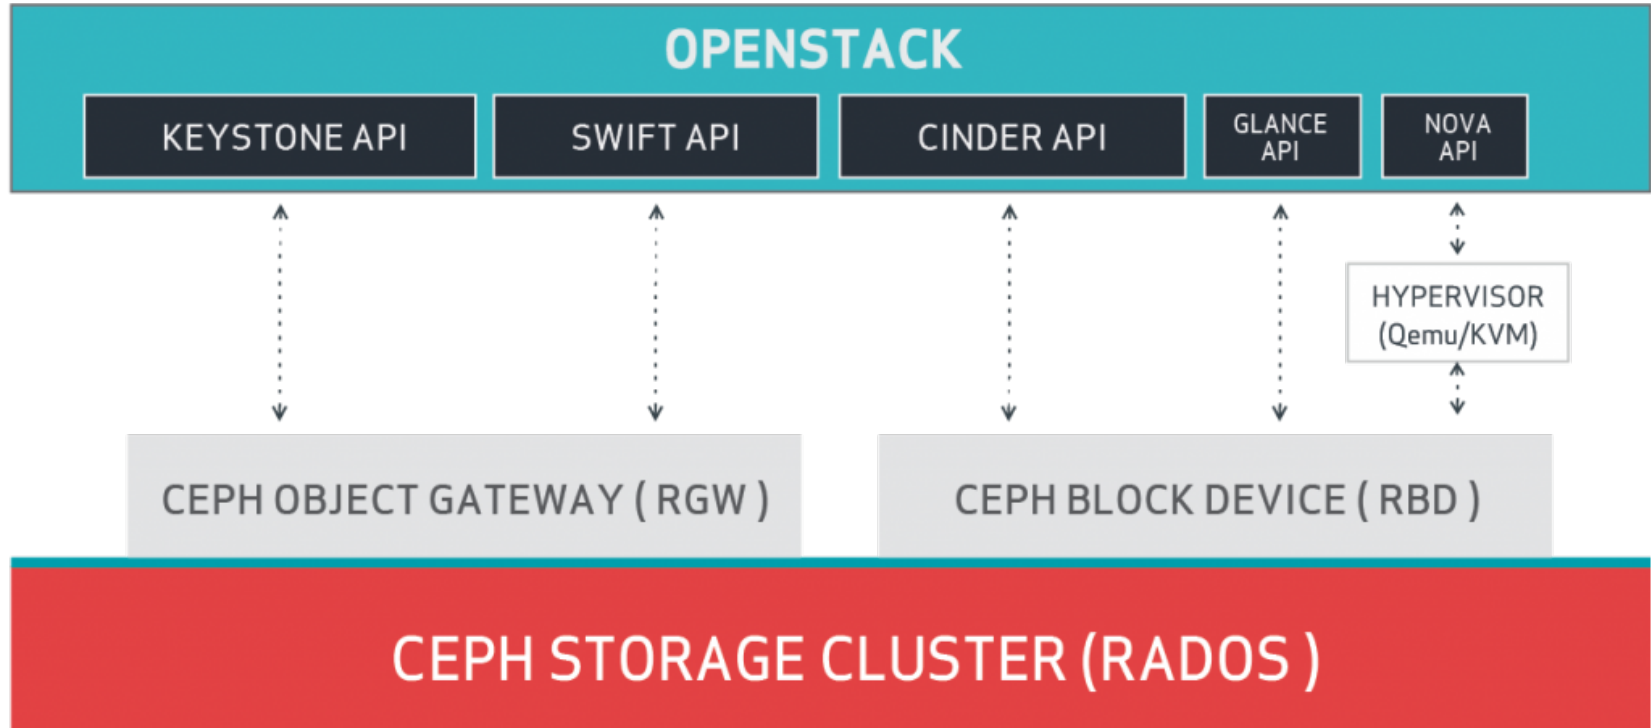 OPENSTACK
KEYSTONE API
SWIFT API
CINDER API
GLANCE
API
NOVA
API
HYPERVISOR
(Qemu/KVM)
CEPH OBJECT GATEWAY ( RGW )
CEPH BLOCK DEVICE ( RBD )
CEPH STORAGE CLUSTER (RADOS )